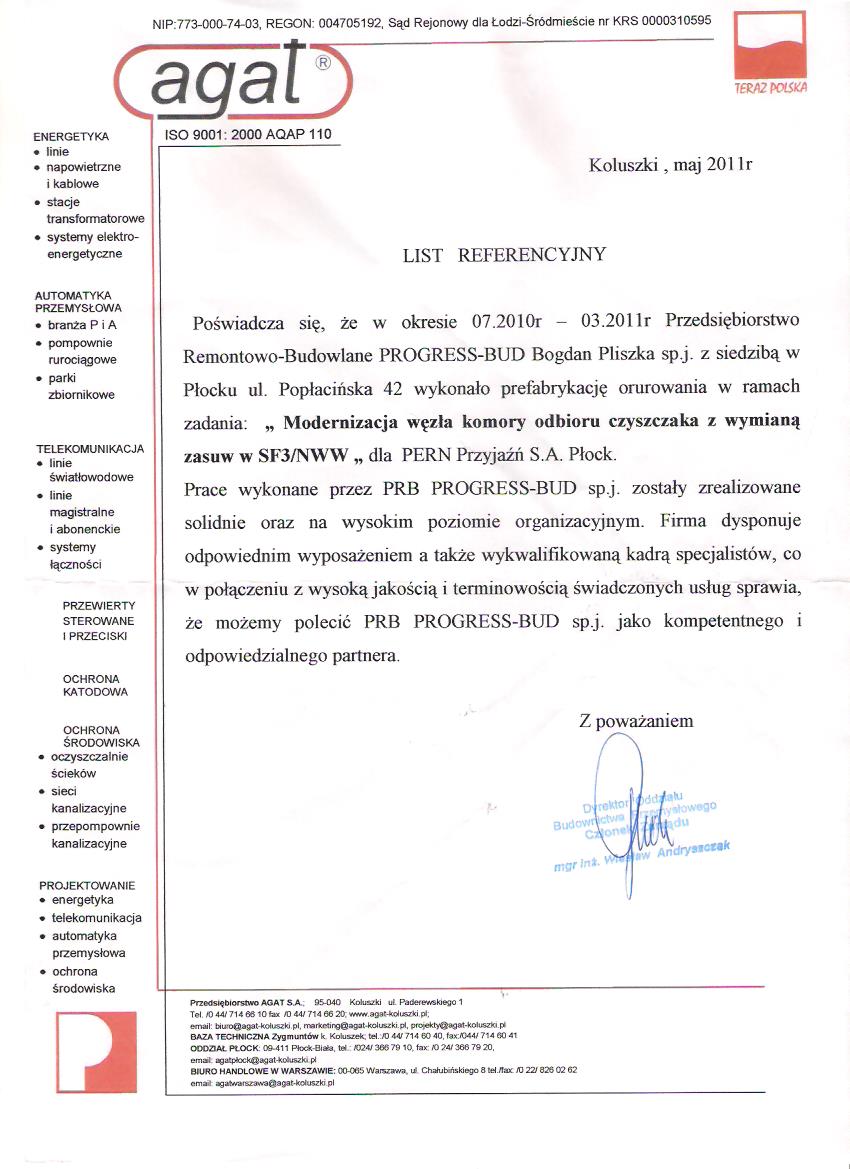 NIP:773-000-74-03, REGON: 004705192, Sąd Rejonowy dla Łodzi-Śródmieście nr KRS 0000310595
agat ®
TERAZ POLSKA
ISO 9001: 2000 AQAP 110
ENERGETYKA
• linie
• napowietrzne
i kablowe
• stacje
transformatorowe
• systemy elektro-
energetyczne
AUTOMATYKA
PRZEMYSŁOWA
• branża P i A
• pompownie
rurociągowe
• parki
zbiornikowe
TELEKOMUNIKACJA
• linie
światłowodowe
• linie
magistralne
i abonenckie
• systemy
łączności
PRZEWIERTY
STEROWANE
I PRZECISKI
OCHRONA
KATODOWA
OCHRONA
ŚRODOWISKA
• oczyszczalnie
ścieków
• sieci
kanalizacyjne
• przepompownie
kanalizacyjne
PROJEKTOWANIE
• energetyka
• telekomunikacja
• automatyka
przemysłowa
• ochrona
środowiska
Koluszki , maj 2011r
LIST REFERENCYJNY
Poświadcza się, że w okresie 07.2010r – 03.2011r Przedsiębiorstwo
Remontowo-Budowlane PROGRESS-BUD Bogdan Pliszka sp.j. z siedzibą w
Płocku ul. Popłacińska 42 wykonało prefabrykację orurowania w ramach
zadania: „ Modernizacja węzła komory odbioru czyszczaka z wymianą
zasuw w SF3/NWW „ dla PERN Przyjaźń S.A. Płock.
Prace wykonane przez PRB PROGRESS-BUD sp.j. zostały zrealizowane
solidnie oraz na wysokim poziomie organizacyjnym. Firma dysponuje
odpowiednim wyposażeniem a także wykwalifikowaną kadrą specjalistów, co
w połączeniu z wysoką jakością i terminowością świadczonych usług sprawia,
że możemy polecić PRB PROGRESS-BUD sp.j. jako kompetentnego i
odpowiedzialnego partnera.
Z poważaniem
Dyrektor Oddziału
Budownictwa Przemysłowego
Członek Zarządu
mgr inż. Wiesław Andryszczak
Przedsiębiorstwo AGAT S.A.; 95-040 Koluszki ul. Paderewskiego 1
Tel. /0 44/ 714 66 10 fax /0 44/ 714 66 20; www.agat-koluszki.pl;
email: biuro@agat-koluszki.pl, marketing@agat-koluszki.pl, projekty@agat-koluszki.pl
BAZA TECHNICZNA Zygmuntów k. Koluszek; tel.:/0 44/ 714 60 40, fax:/044/ 714 60 41
ODDZIAŁ PŁOCK: 09-411 Płock-Biała, tel.: /024/ 366 79 10, fax: /0 24/ 366 79 20,
email: agatplock@agat-koluszki.pl
BIURO HANDLOWE W WARSZAWIE: 00-065 Warszawa, ul. Chałubińskiego 8 tel./fax: /0 22/ 826 02 62
email: agatwarszawa@agat-koluszki.pl